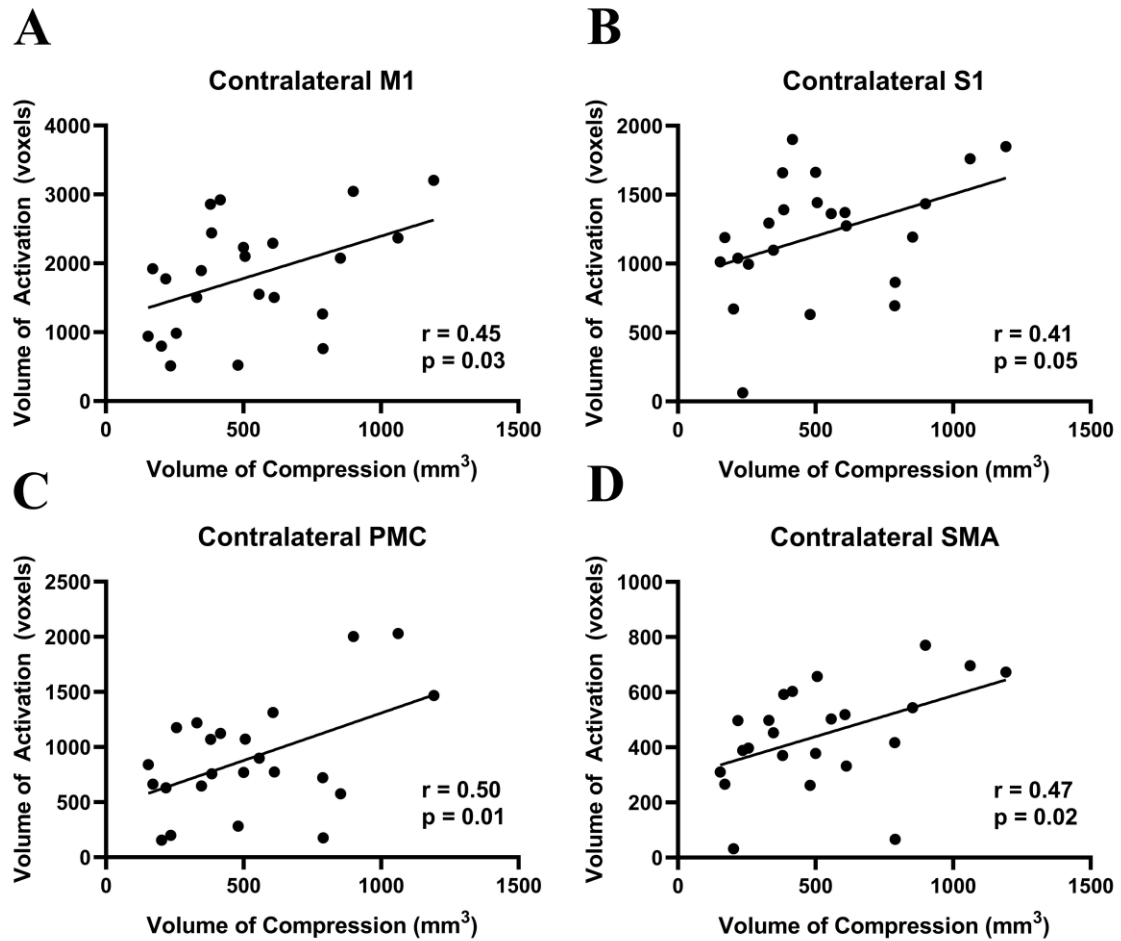 A
Contralateral M1
Volume of Activation (voxels)
4000
3000
2000
1000
0
r = 0.45
p = 0.03
0 500 1000 1500
Volume of Compression (mm³)
B
Contralateral S1
Volume of Activation (voxels)
2000
1500
1000
500
0
r = 0.41
p = 0.05
0 500 1000 1500
Volume of Compression (mm³)
C
Contralateral PMC
Volume of Activation (voxels)
2500
2000
1500
1000
500
0
r = 0.50
p = 0.01
0 500 1000 1500
Volume of Compression (mm³)
D
Contralateral SMA
Volume of Activation (voxels)
1000
800
600
400
200
0
r = 0.47
p = 0.02
0 500 1000 1500
Volume of Compression (mm³)